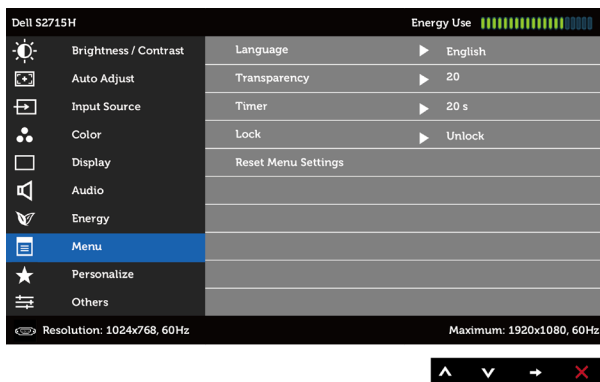 Dell S2715H Energy Use
Brightness / Contrast Language English
Auto Adjust Transparency 20
Input Source Timer 20 s
Color Lock Unlock
Display Reset Menu Settings
Audio
Energy
Menu
Personalize
Others
Resolution: 1024x768, 60Hz Maximum: 1920x1080, 60Hz